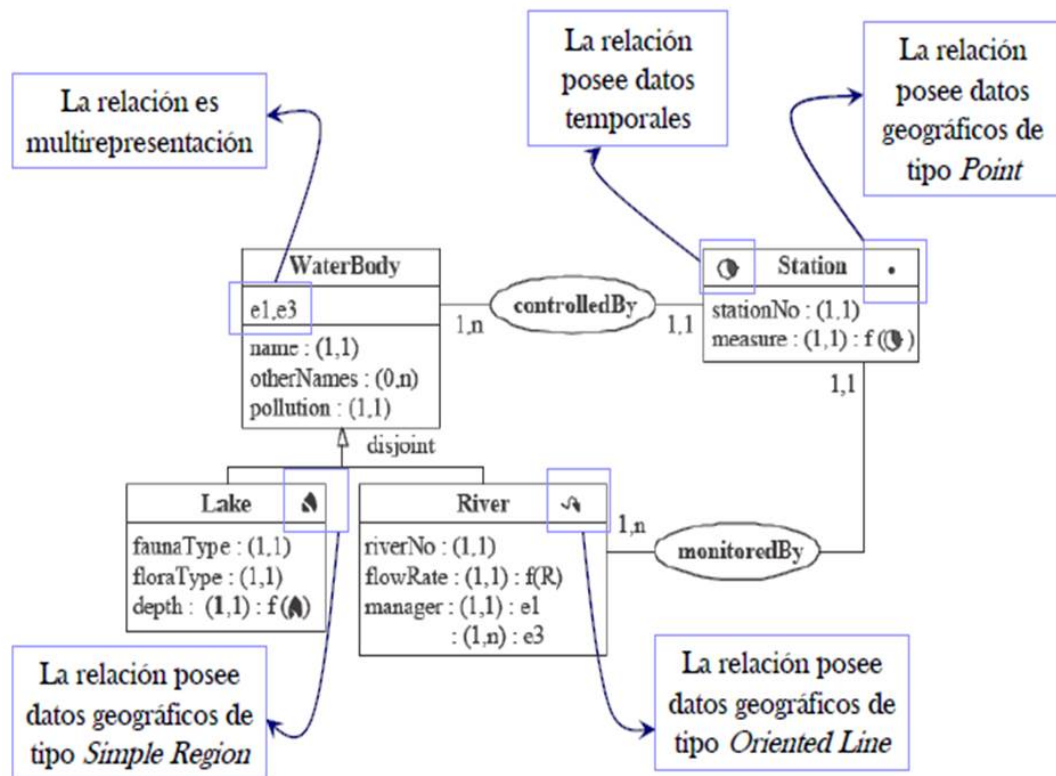 La relación es
multirepresentación
La relación
posee datos
temporales
La relación
posee datos
geográficos de
tipo Point
WaterBody
e1,e3
name : (1,1)
otherNames : (0,n)
pollution : (1,1)
1,n
controlledBy
1,1
Station
stationNo : (1,1)
measure : (1,1) : f( )
1,1
disjoint
Lake
faunaType : (1,1)
floraType : (1,1)
depth : (1,1) : f( )
River
riverNo : (1,1)
flowRate : (1,1) : f(R)
manager : (1,1) : e1
: (1,n) : e3
1,n
monitoredBy
La relación posee
datos geográficos de
tipo Simple Region
La relación posee
datos geográficos de
tipo Oriented Line